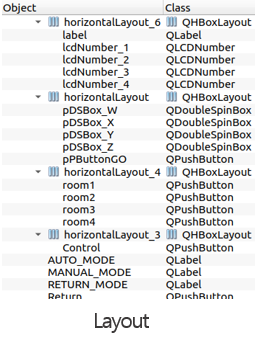 Object Class
horizontalLayout_6 QHBoxLayout
label QLabel
lcdNumber_1 QLCDNumber
lcdNumber_2 QLCDNumber
lcdNumber_3 QLCDNumber
lcdNumber_4 QLCDNumber
horizontalLayout QHBoxLayout
pDSBox_W QDoubleSpinBox
pDSBox_X QDoubleSpinBox
pDSBox_Y QDoubleSpinBox
pDSBox_Z QDoubleSpinBox
pPButtonGO QPushButton
horizontalLayout_4 QHBoxLayout
room1 QPushButton
room2 QPushButton
room3 QPushButton
room4 QPushButton
horizontalLayout_3 QHBoxLayout
Control QPushButton
AUTO_MODE QLabel
MANUAL_MODE QLabel
RETURN_MODE QLabel
Return QPushButton
Layout